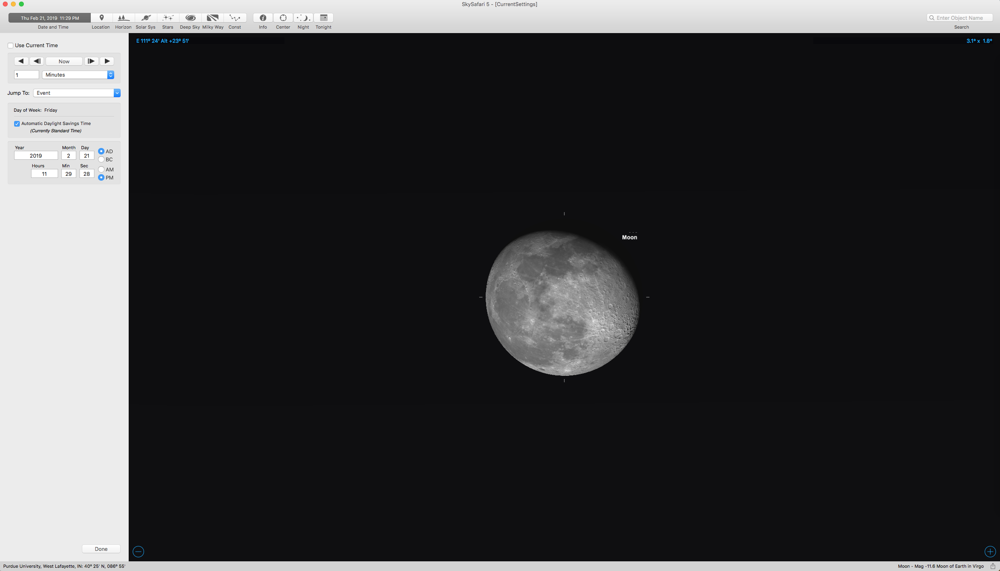 SkySafari 5 - [CurrentSettings]
Thu Feb 21, 2019 11:29 PM
Date and Time
Location
Horizon
Solar Sys
Stars
Deep Sky
Milky Way
Const
Info
Center
Night
Tonight
Enter Object Name
Search
Use Current Time
Now
1
Minutes
Jump To: Event
Day of Week: Friday
Automatic Daylight Savings Time
(Currently Standard Time)
Year Month Day
2019 2 21
AD
BC
Hours Min Sec
11 29 28
AM
PM
Done
E 111° 24' Alt +23° 51'
3.1° x 1.8°
Moon
Purdue University, West Lafayette, IN: 40° 25' N, 086° 55'
Moon - Mag -11.6 Moon of Earth in Virgo